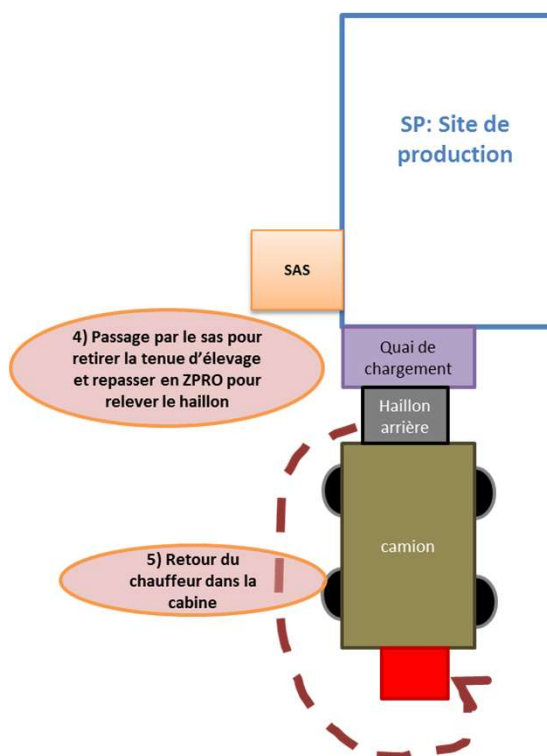 SP: Site de
production
SAS
4) Passage par le sas pour
retirer la tenue d’élevage
et repasser en ZPRO pour
relever le haillon
Quai de
chargement
Haillon
arrière
camion
5) Retour du
chauffeur dans la
cabine